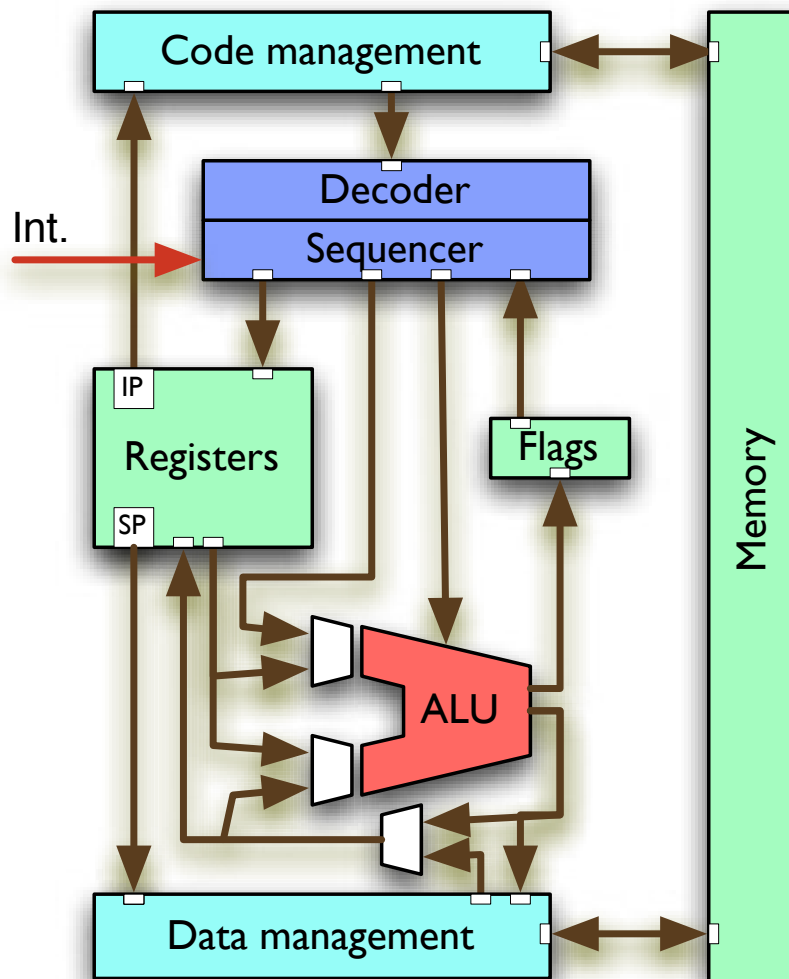 Code management
Decoder
Int.
Sequencer
IP
Registers
Flags
SP
Memory
ALU
Data management